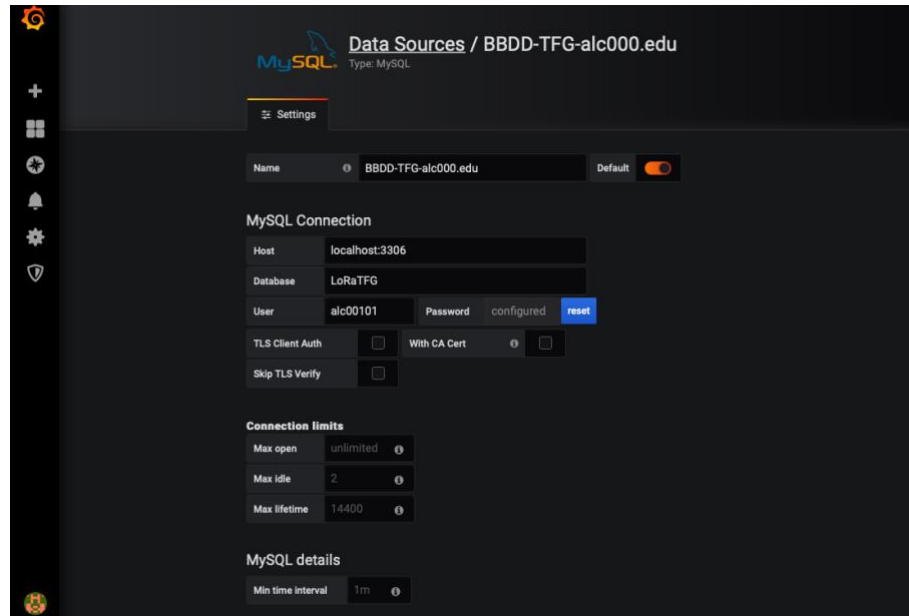 MySQL. Data Sources / BBDD-TFG-alc000.edu
Type: MySQL
Settings
Name BBDD-TFG-alc000.edu Default
MySQL Connection
Host localhost:3306
Database LoRaTFG
User alc00101 Password configured reset
TLS Client Auth With CA Cert
Skip TLS Verify
Connection limits
Max open unlimited
Max idle 2
Max lifetime 14400
MySQL details
Min time interval 1m